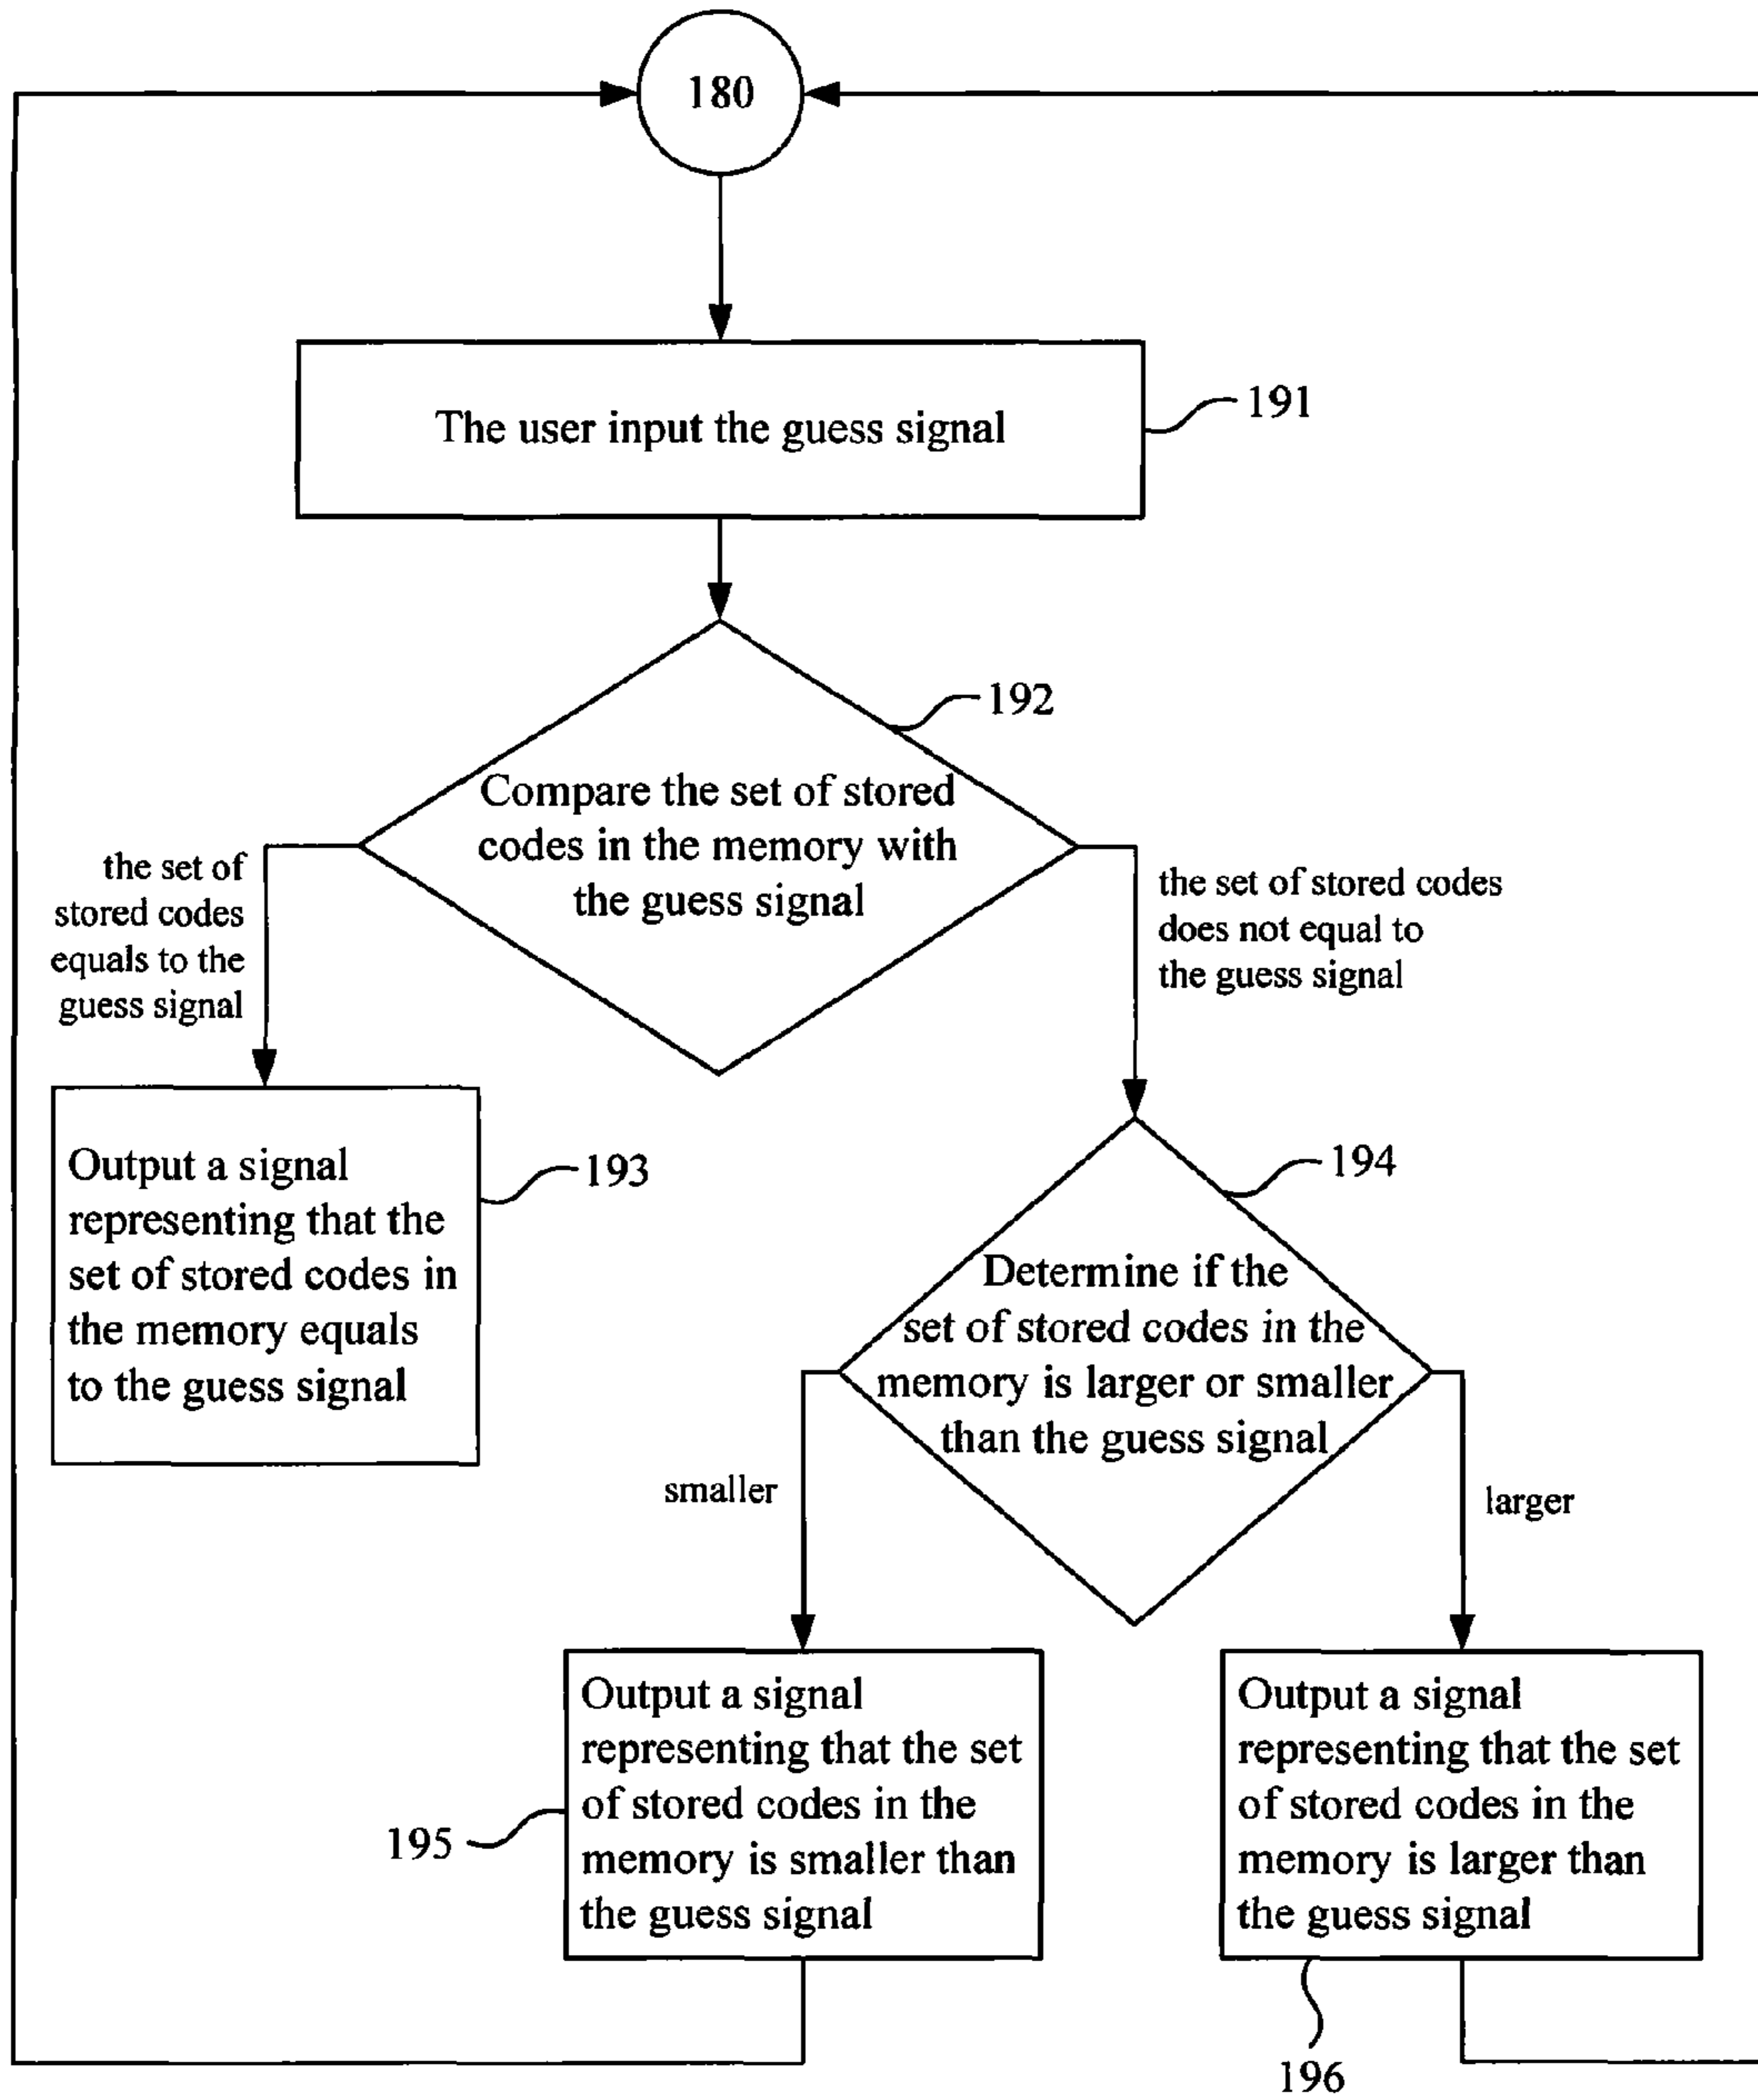 180
The user input the guess signal
191
192
Compare the set of stored
codes in the memory with
the guess signal
the set of
stored codes
equals to the
guess signal
the set of stored codes
does not equal to
the guess signal
Output a signal
representing that the
set of stored codes in
the memory equals
to the guess signal
193
194
Determine if the
set of stored codes in the
memory is larger or smaller
than the guess signal
smaller
larger
Output a signal
representing that the set
of stored codes in the
memory is smaller than
the guess signal
195
Output a signal
representing that the set
of stored codes in the
memory is larger than
the guess signal
196